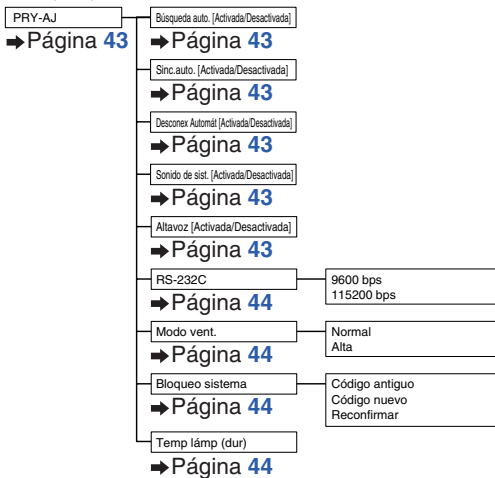 PRY-AJ
➡Página 43
Búsqueda auto. [Activada/Desactivada]
➡Página 43
Sinc.auto. [Activada/Desactivada]
➡Página 43
Desconex Automát [Activada/Desactivada]
➡Página 43
Sonido de sist. [Activada/Desactivada]
➡Página 43
Altavoz [Activada/Desactivada]
➡Página 43
RS-232C
➡Página 44
9600 bps
115200 bps
Modo vent.
➡Página 44
Normal
Alta
Bloqueo sistema
➡Página 44
Código antiguo
Código nuevo
Reconfirmar
Temp lámp (dur)
➡Página 44